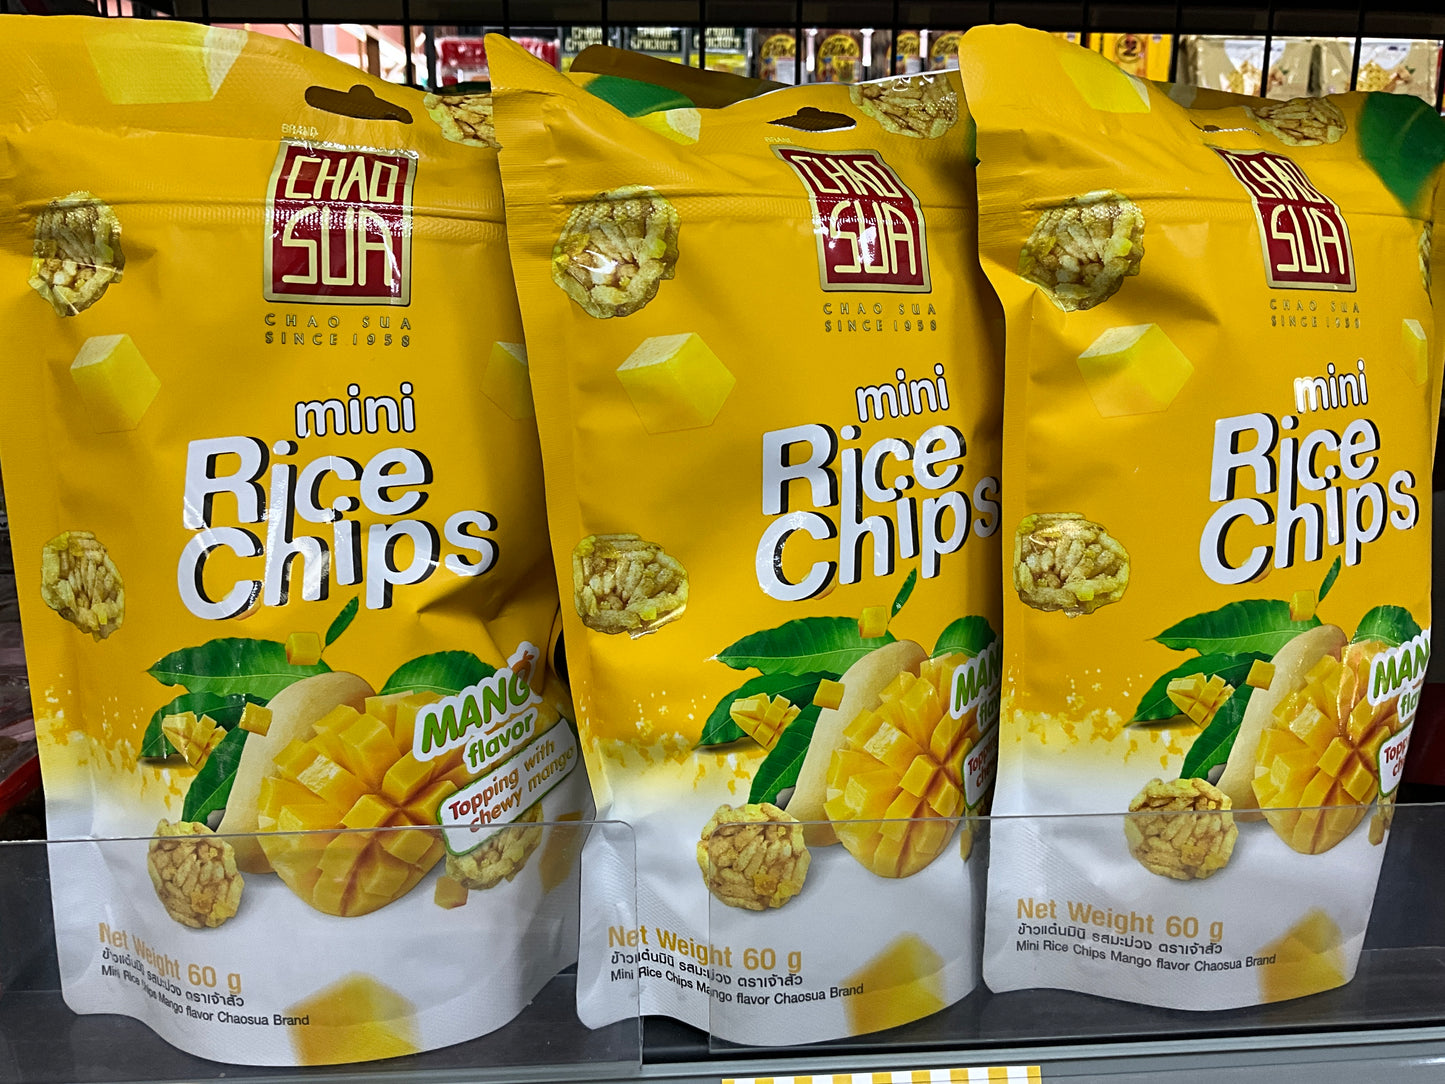 BRAND
CHAO
SUA
CHAO SUA
SINCE 1958
mini
Rice
Chips
MANGO
flavor
Topping with
chewy mango
Net Weight 60 g
ข้าวแต๋นมินิ รสมะม่วง ตราเจ้าสัว
Mini Rice Chips Mango flavor Chaosua Brand
BRAND
CHAO
SUA
CHAO SUA
SINCE 1958
mini
Rice
Chips
MAN
Net Weight 60 g
ข้าวแต๋นมินิ รสมะม่วง ตราเจ้าสัว
Mini Rice Chips Mango flavor Chaosua Brand
CHAO
SUA
CHAO SUA
SINCE 1958
mini
Rice
Chips
MAN
Net Weight 60 g
ข้าวแต๋นมินิ รสมะม่วง ตราเจ้าสัว
Mini Rice Chips Mango flavor Chaosua Brand